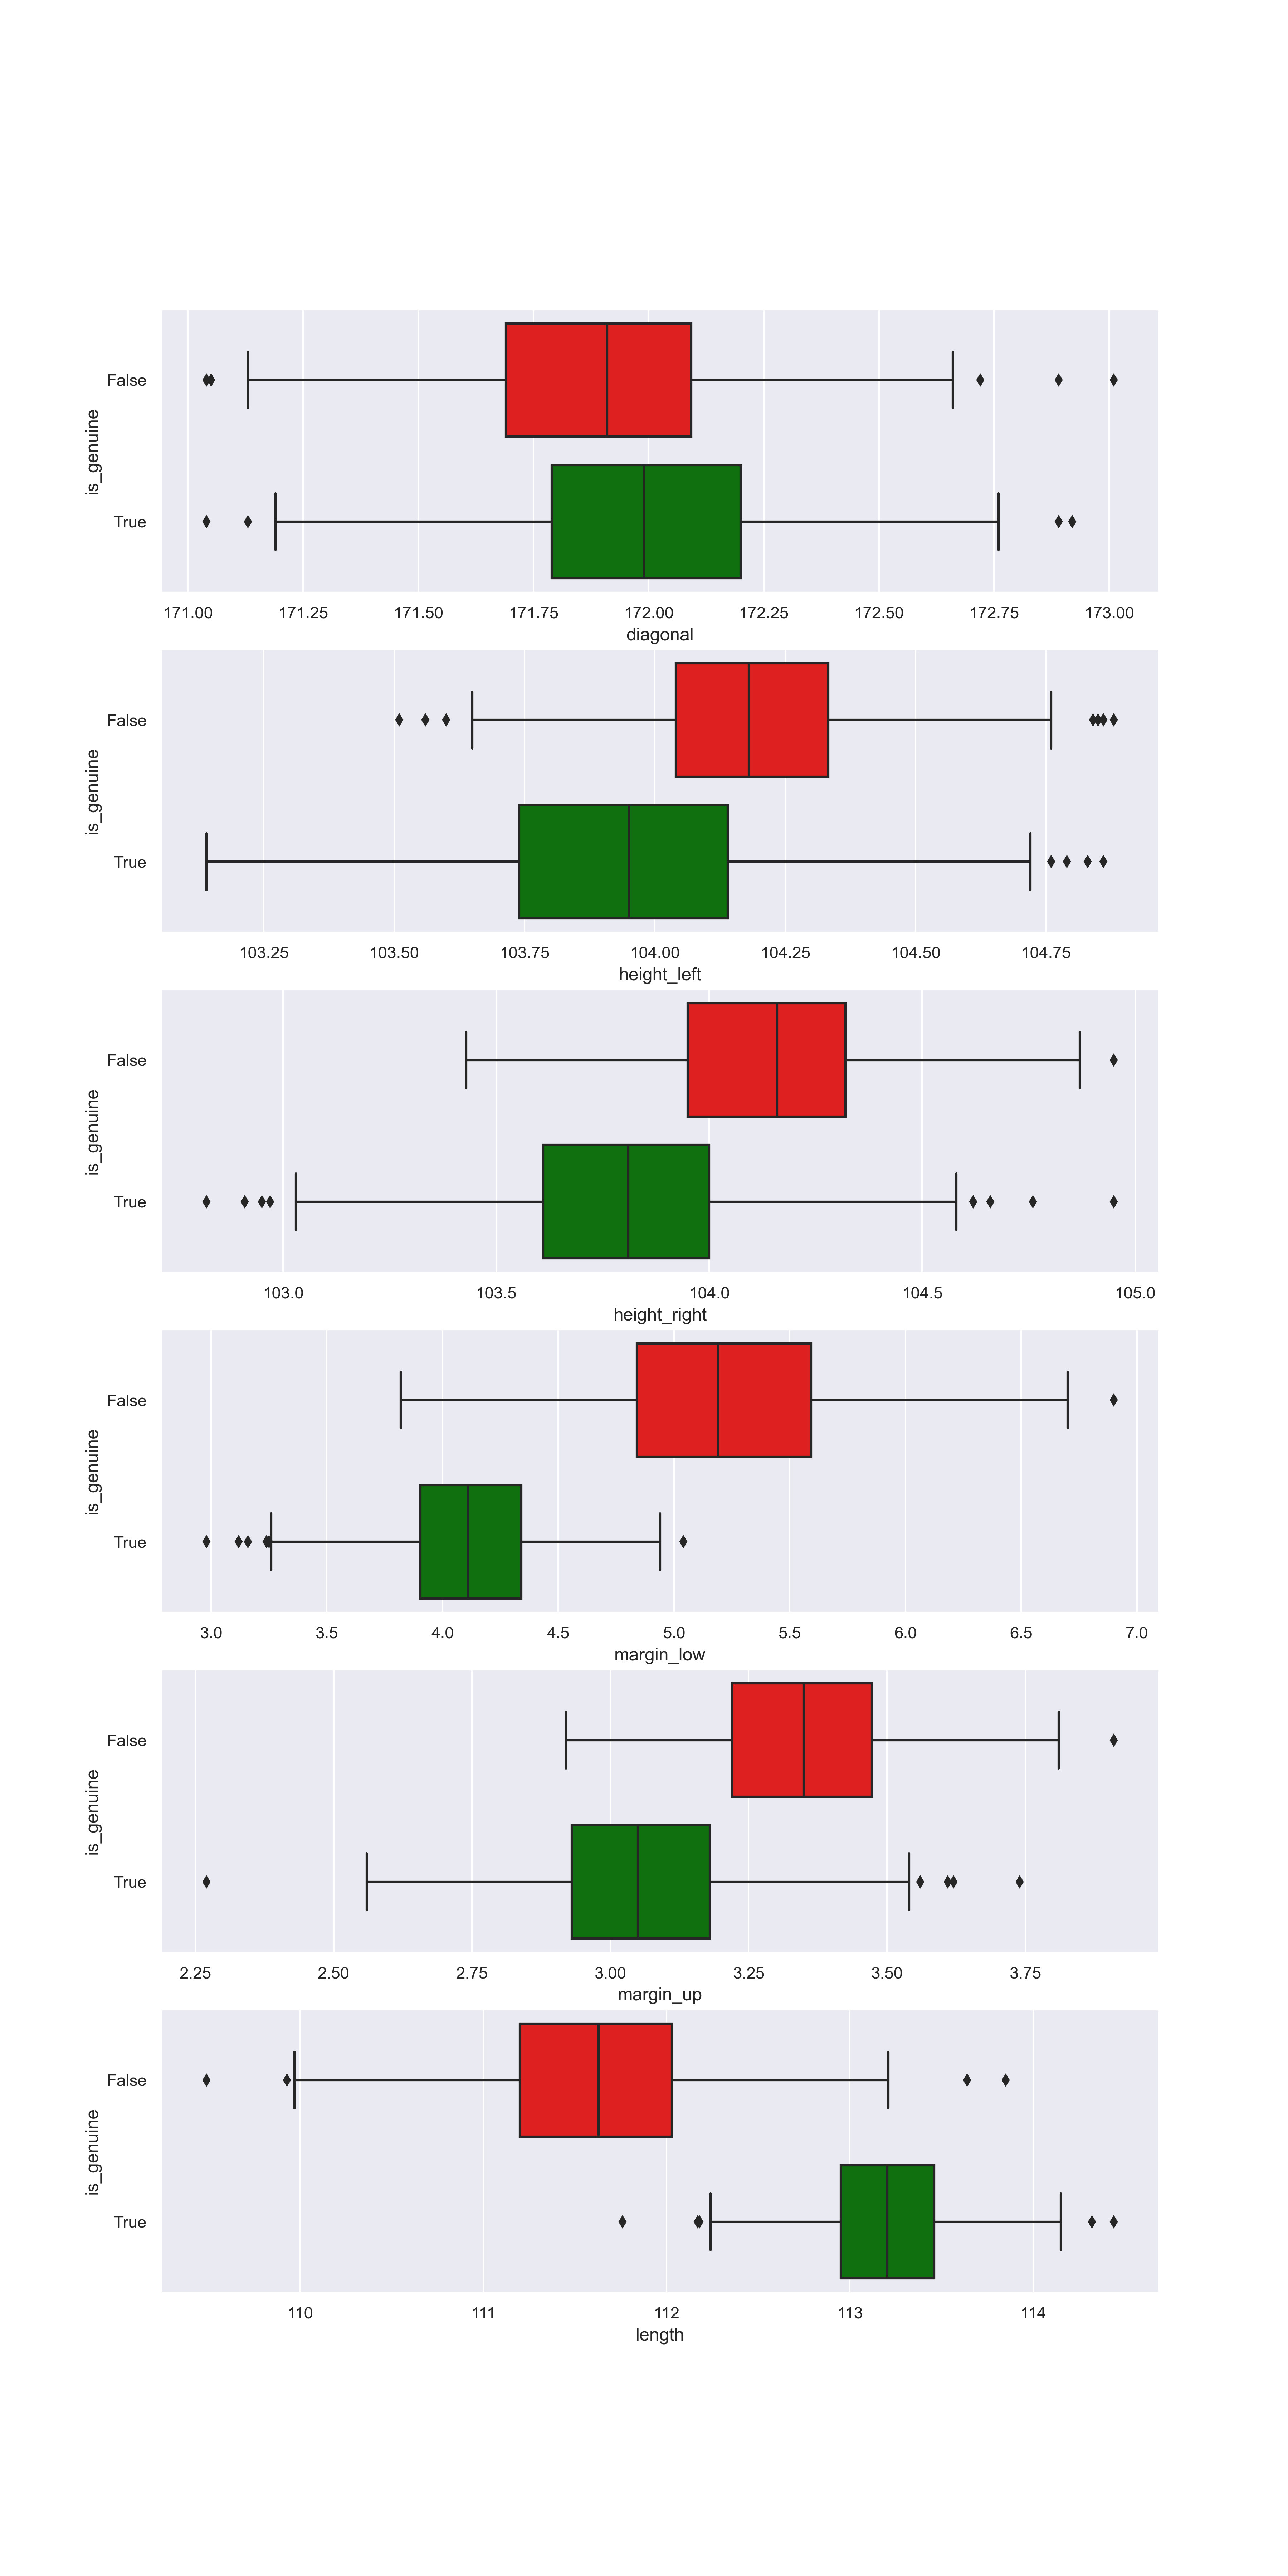 is_genuine
False
True
171.00 171.25 171.50 171.75 172.00 172.25 172.50 172.75 173.00
diagonal
is_genuine
False
True
103.25 103.50 103.75 104.00 104.25 104.50 104.75
height_left
is_genuine
False
True
103.0 103.5 104.0 104.5 105.0
height_right
is_genuine
False
True
3.0 3.5 4.0 4.5 5.0 5.5 6.0 6.5 7.0
margin_low
is_genuine
False
True
2.25 2.50 2.75 3.00 3.25 3.50 3.75
margin_up
is_genuine
False
True
110 111 112 113 114
length